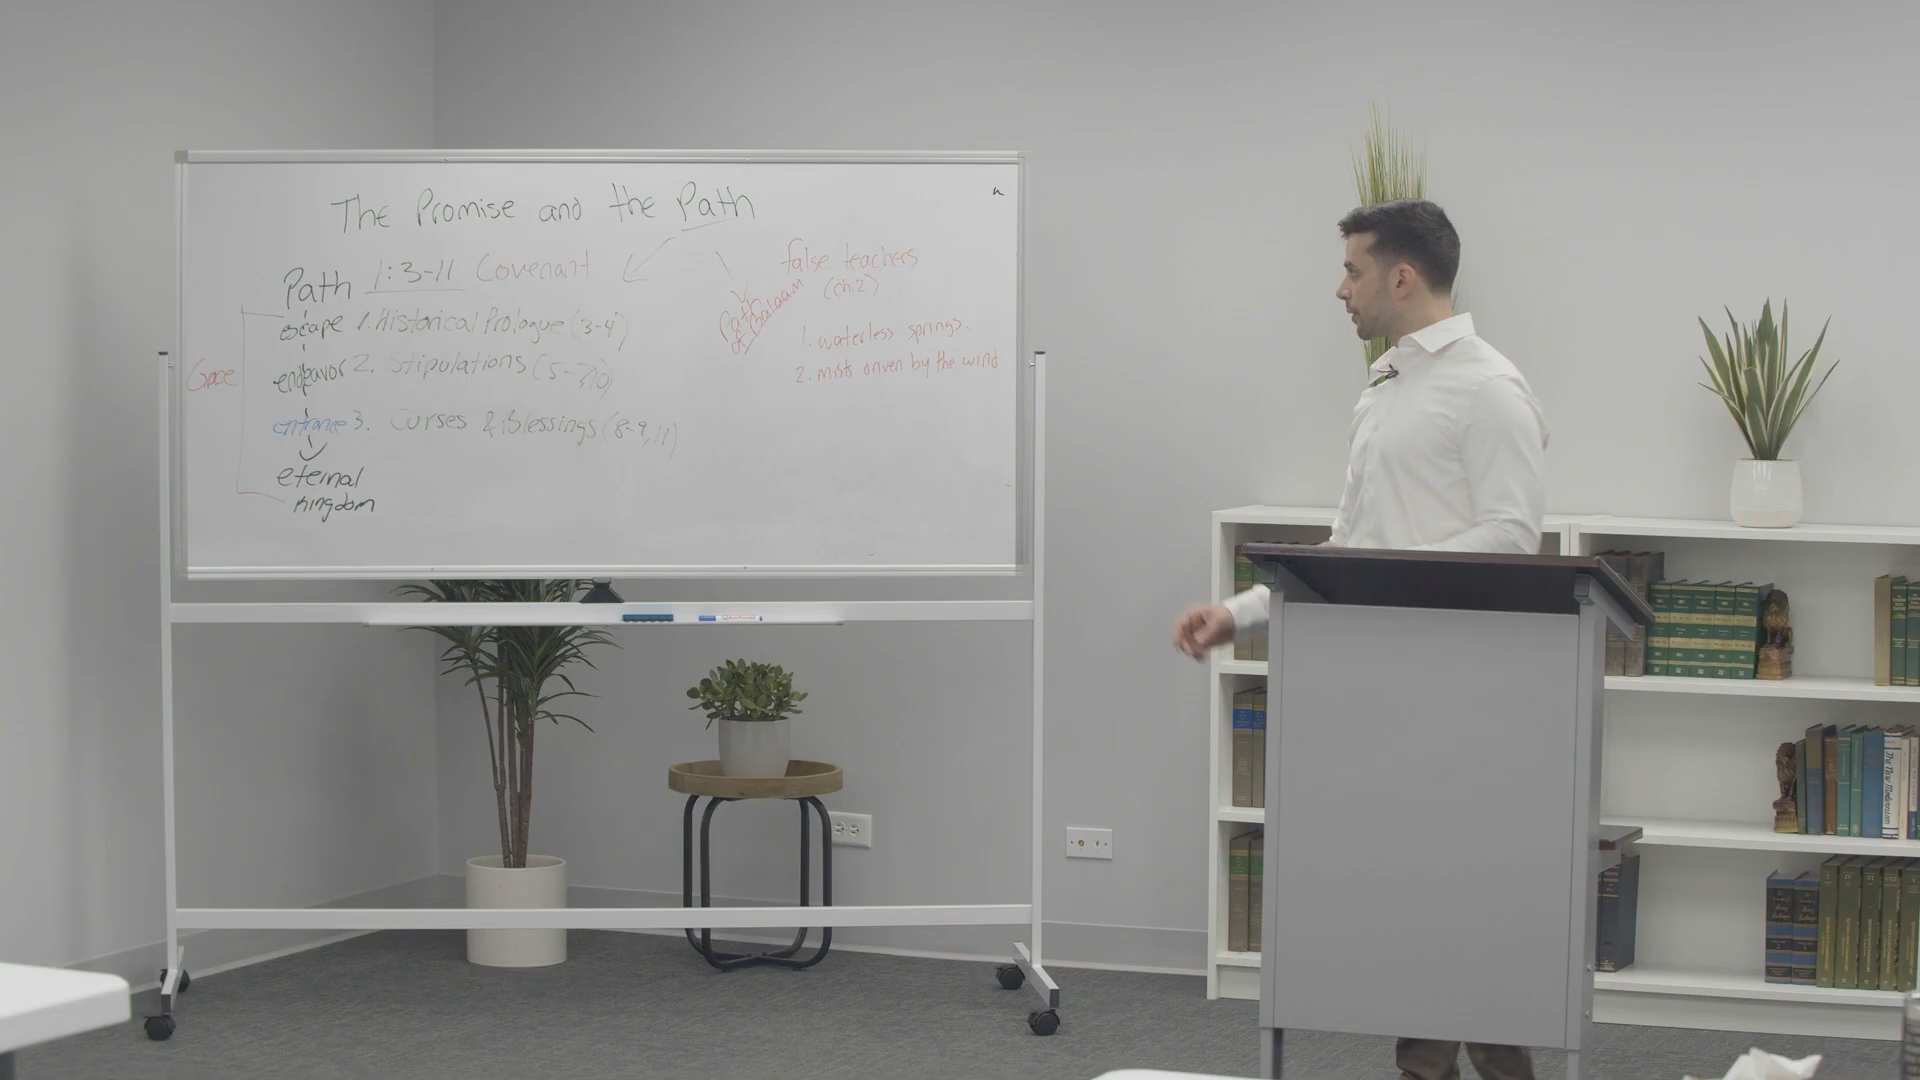 The Promise and the Path
Path 1:3-11 Covenant
escape 1. Historical Prologue (3-4)
endeavor 2. Stipulations (5-7,10)
entrance 3. Curses & Blessings (8-9, 11)
eternal
kingdom
Grace
Path
of Balaam
false teachers
(ch.2)
1. waterless springs.
2. mists driven by the wind